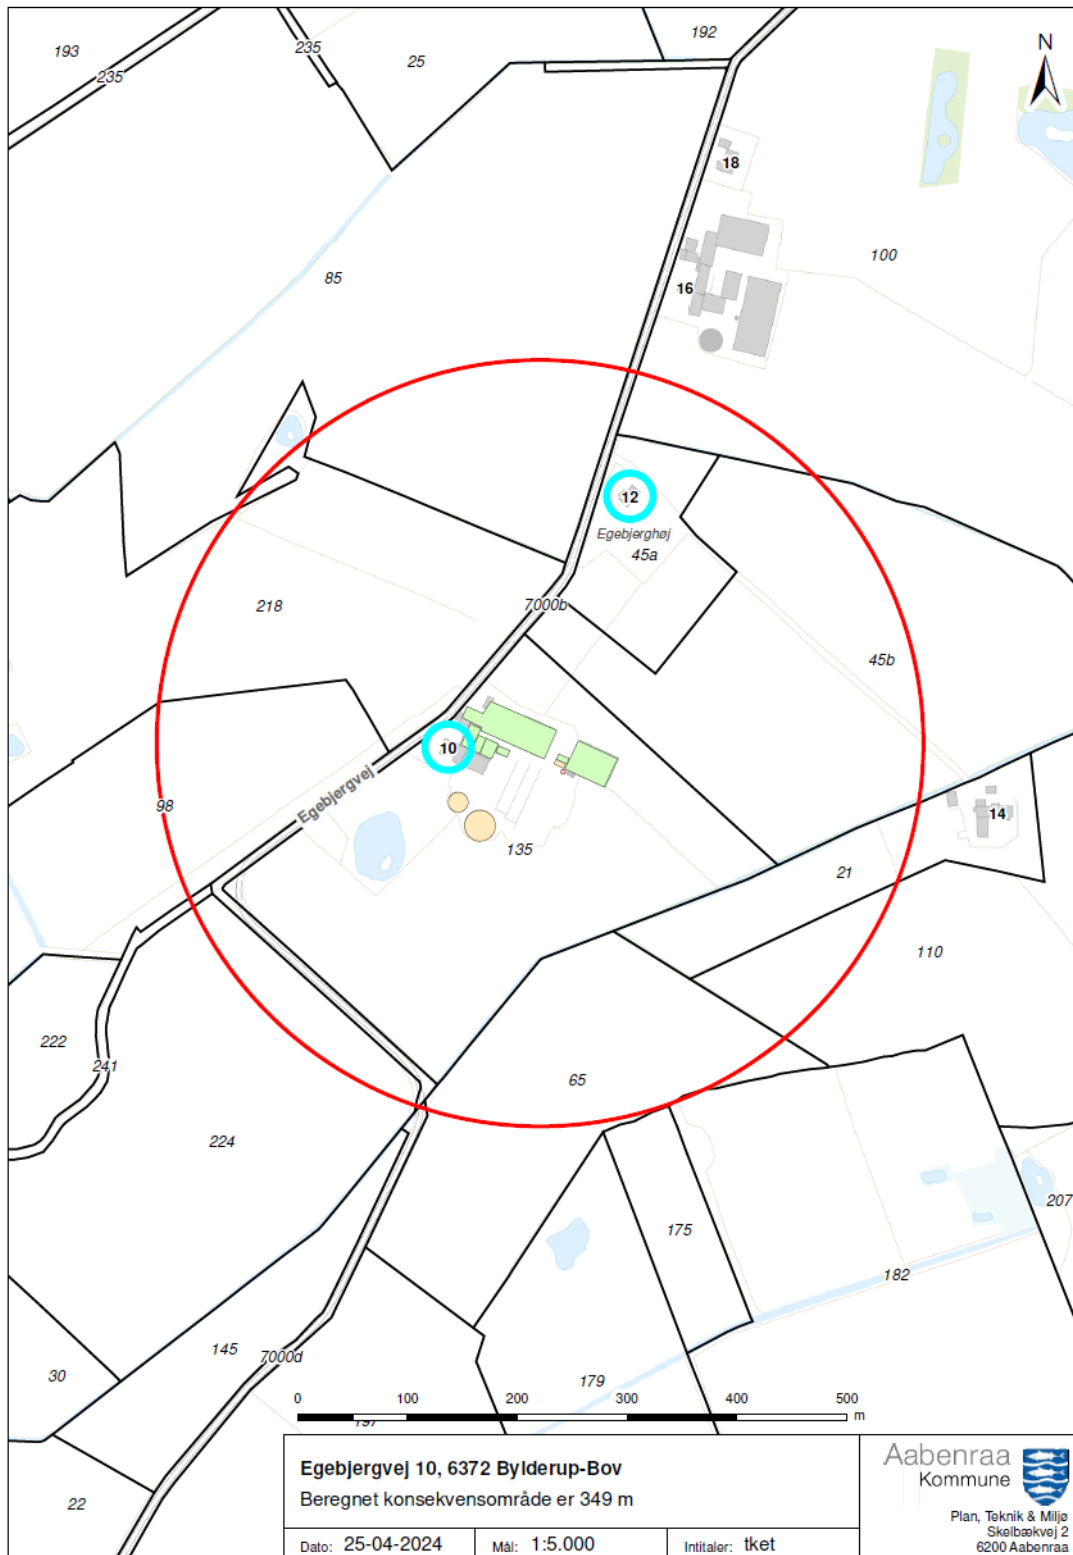 192
193
235
235
25
N
18
100
85
16
12
Egebjerghøj
45a
7000b
218
45b
10
Egebjergvej
98
14
135
21
110
222
241
65
224
207
175
182
145
7000d
30
179
0 100 200 300 400 500
m
197
22
Egebjergvej 10, 6372 Bylderup-Bov
Beregnet konsekvensområde er 349 m
Dato: 25-04-2024
Mål: 1:5.000
Intitaler: tket
Aabenraa
Kommune
Plan, Teknik & Miljø
Skelbækvej 2
6200 Aabenraa